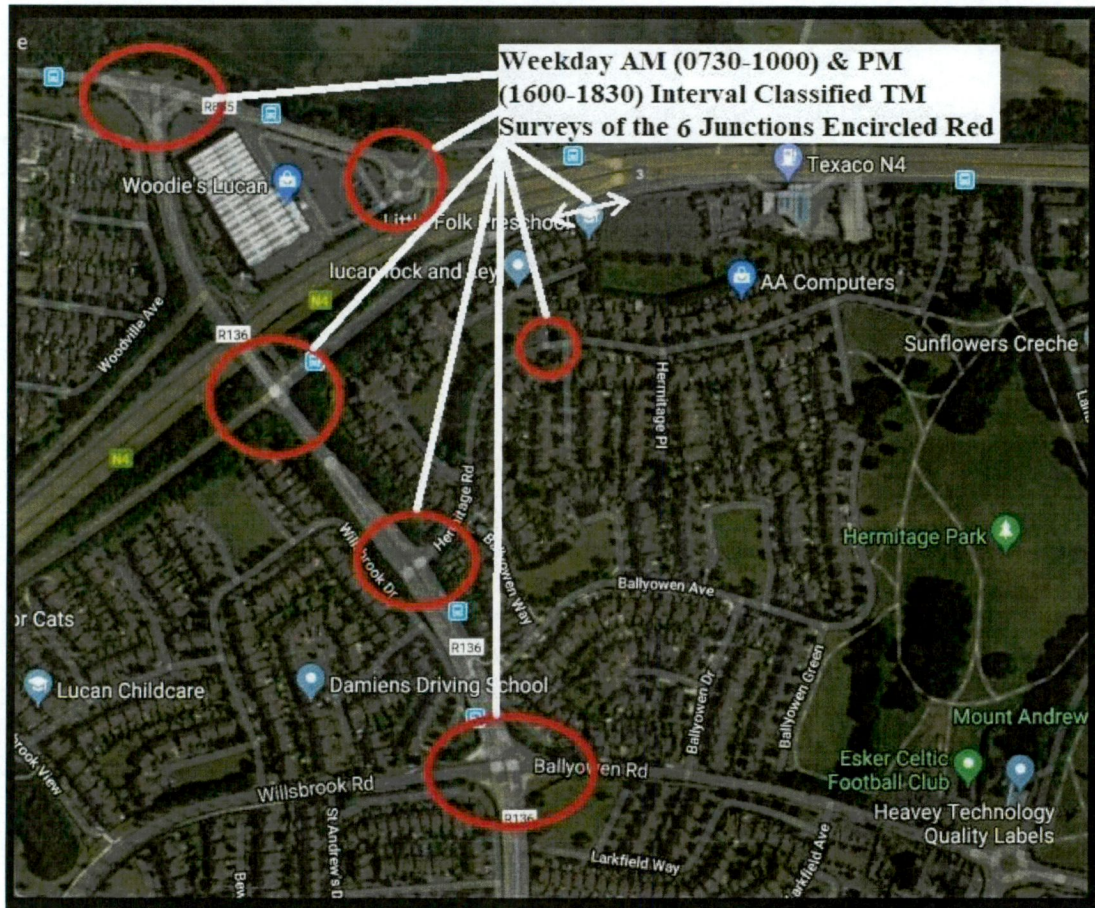 e
Weekday AM (0730-1000) & PM
(1600-1830) Interval Classified TM
Surveys of the 6 Junctions Encircled Red
Woodie's Lucan
3
Texaco N4
Little Folk Preschool
AA Computers
N4
Woodville Ave
R136
Sunflowers Creche
Hermitage Pl
N4
Hermitage Rd
Hermitage Park
Willsbrook Dr
Ballyowen Way
Ballyowen Ave
or Cats
R136
Lucan Childcare
Damiens Driving School
Ballyowen Dr
Ballyowen Green
Mount Andrew
brook View
Willsbrook Rd
Ballyowen Rd
Esker Celtic
Football Club
R136
St Andrew's D
Heavey Technology
Quality Labels
Bew
Larkfield Way
Larkfield Ave